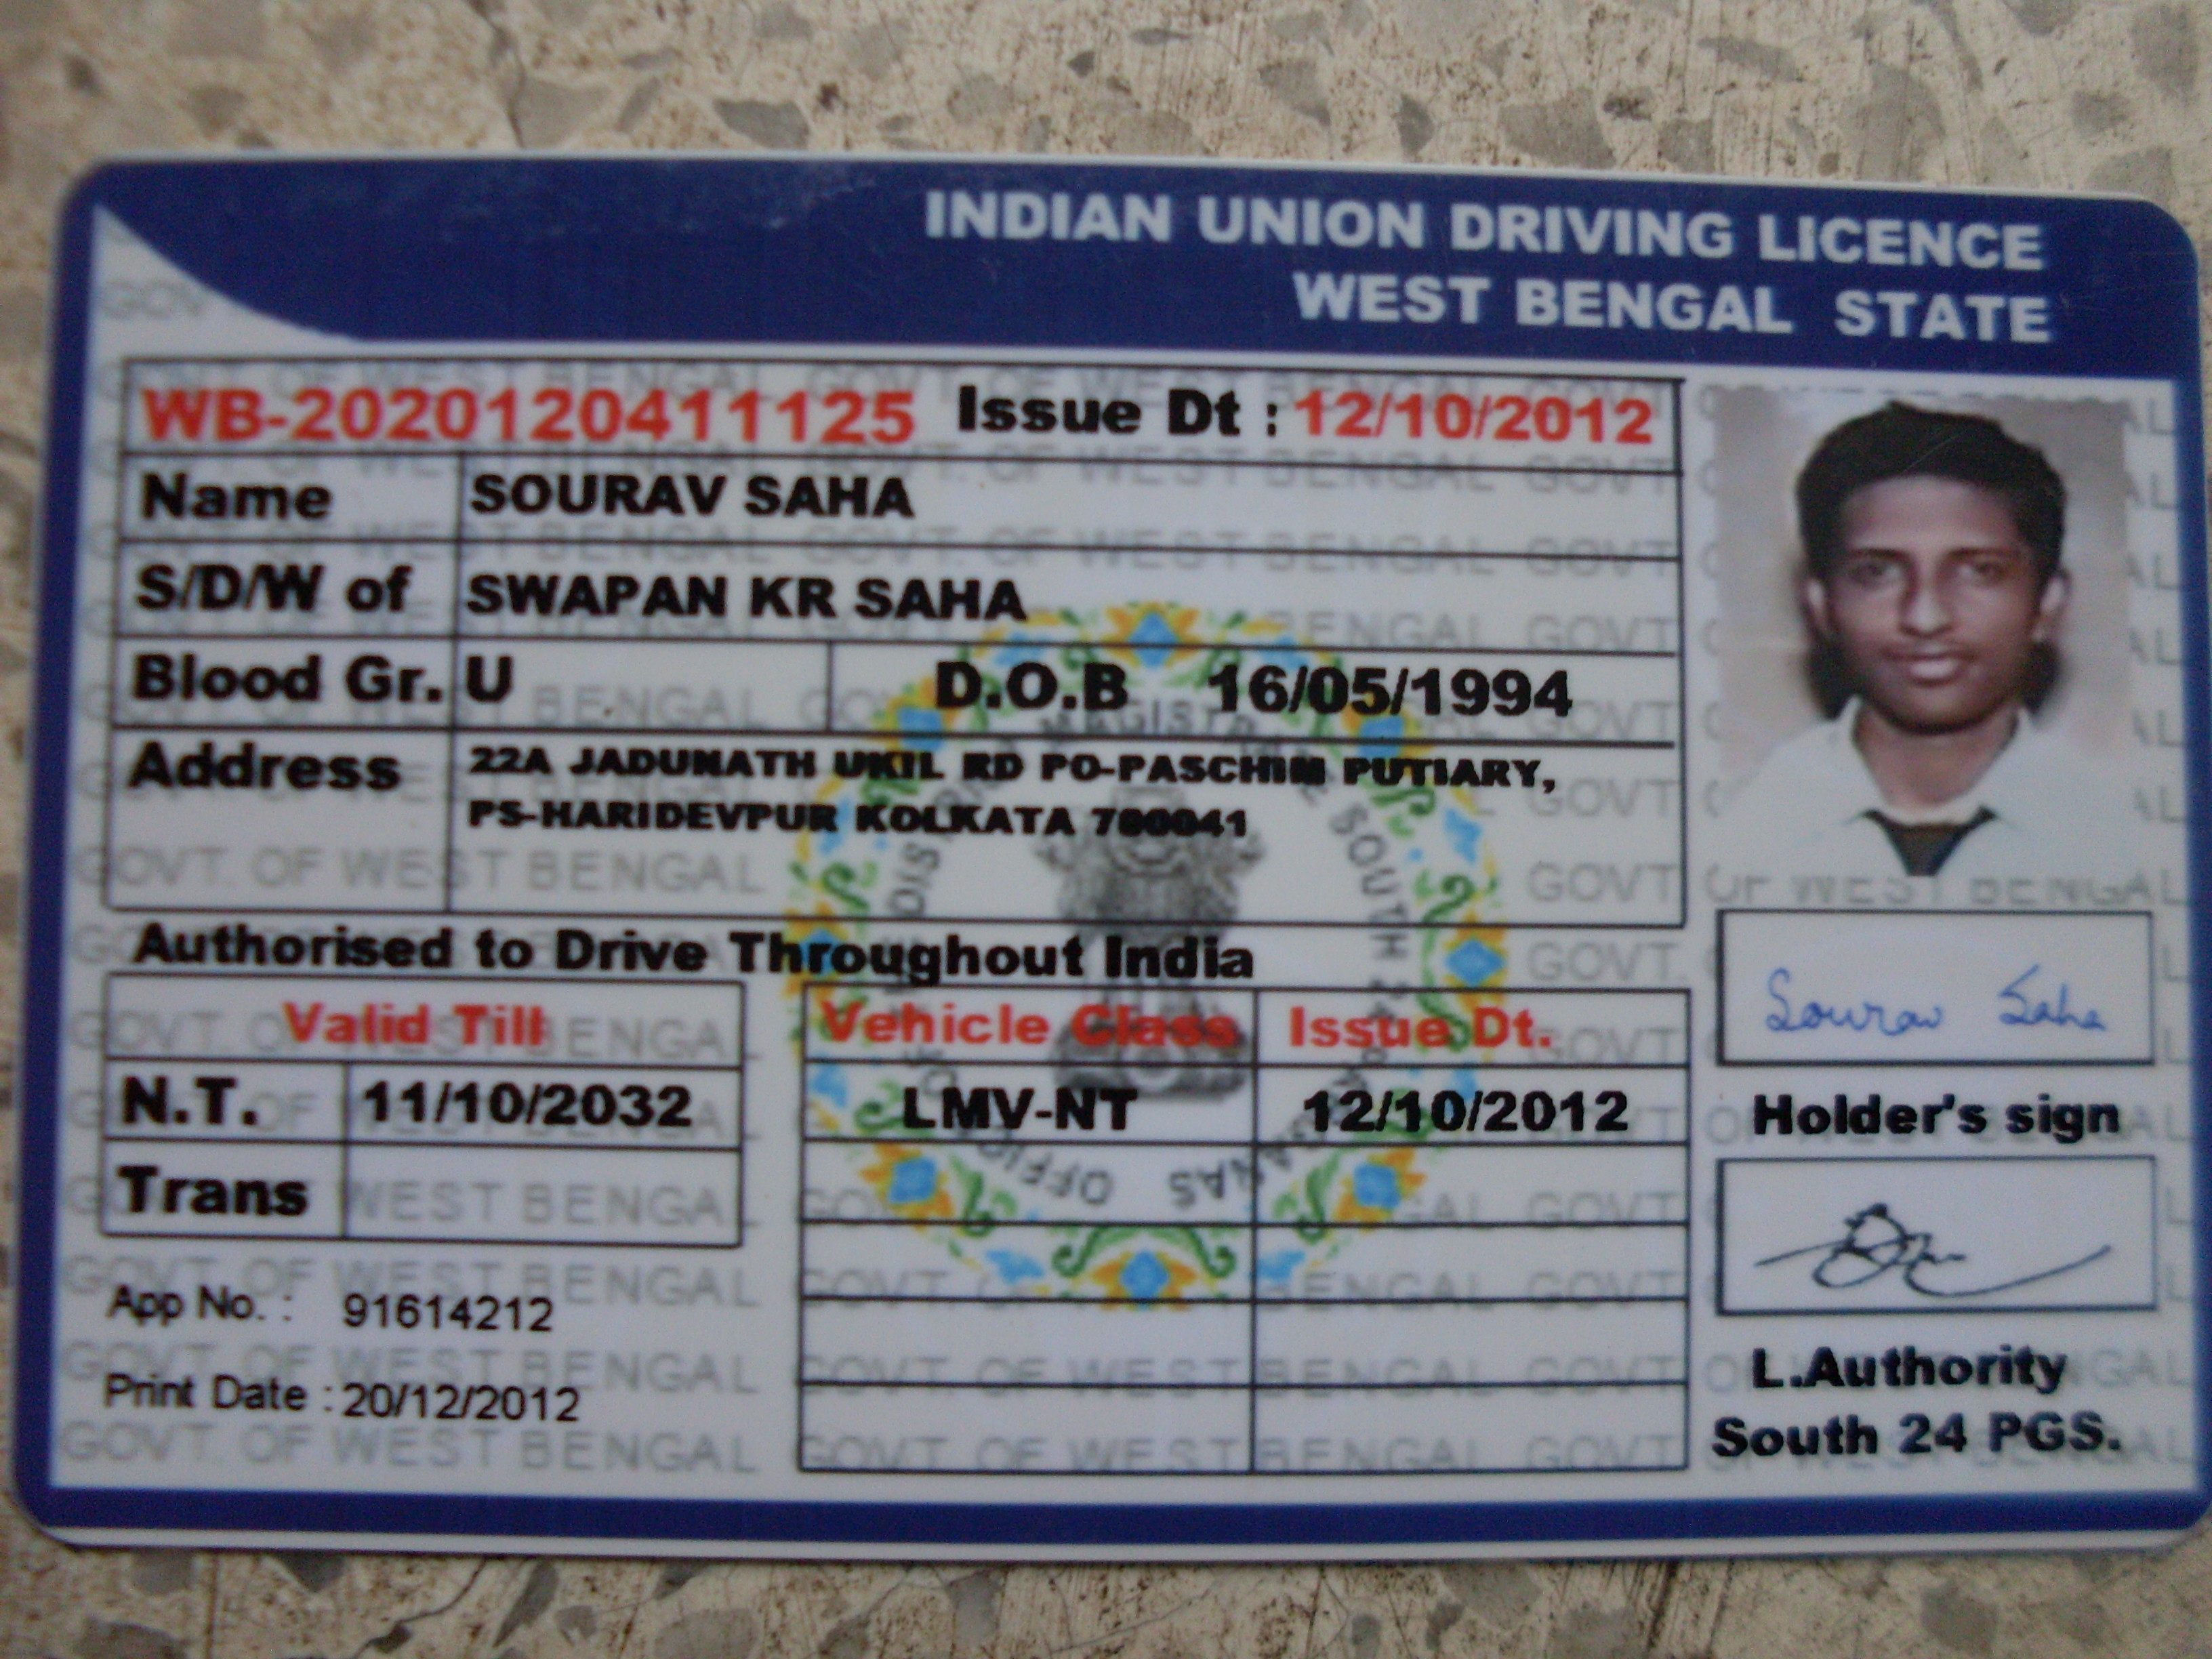 INDIAN UNION DRIVING LICENCE
WEST BENGAL STATE
WB-2020120411125 Issue Dt : 12/10/2012
Name SOURAV SAHA
S/D/W of SWAPAN KR SAHA
Blood Gr. U D.O.B 16/05/1994
Address 22A JADUNATH UKIL RD PO-PASCHIM PUTIARY,
PS-HARIDEVPUR KOLKATA 700041
Authorised to Drive Throughout India
Valid Till Vehicle Class Issue Dt.
N.T. 11/10/2032 LMV-NT 12/10/2012
Trans
App No. : 91614212
Print Date : 20/12/2012
Sourav Saha
Holder's sign
L.Authority
South 24 PGS.
GOVT. OF WEST BENGAL